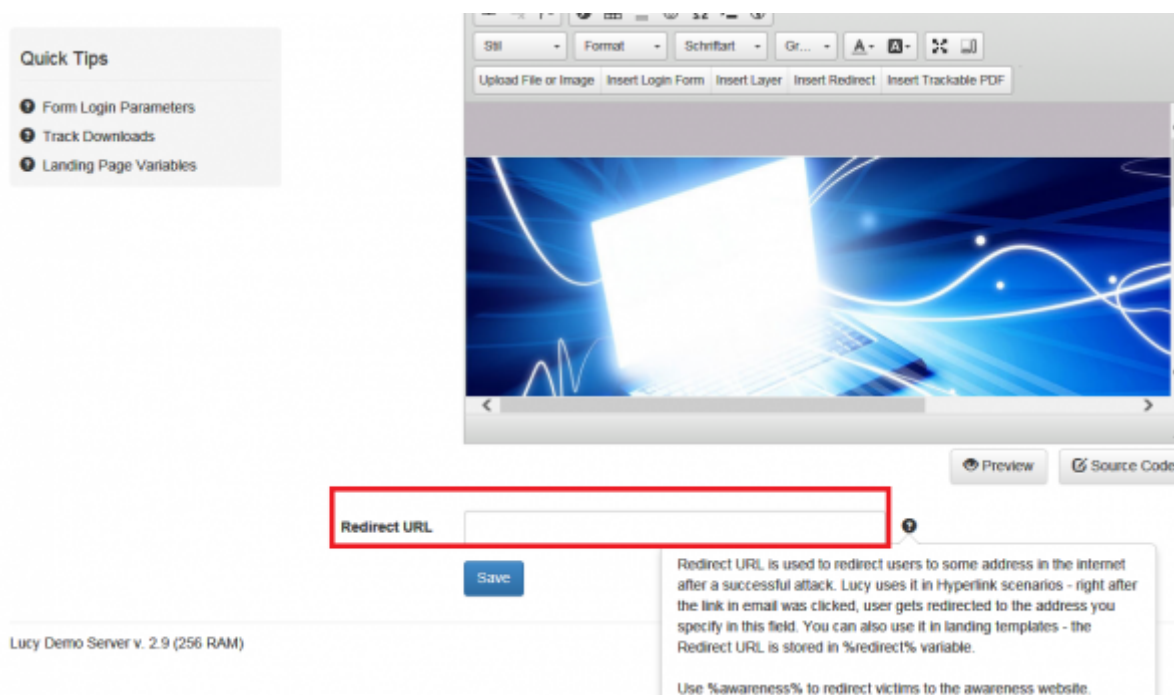 Quick Tips
Form Login Parameters
Track Downloads
Landing Page Variables
Stil Format Schriftart Gr... A A
Upload File or Image Insert Login Form Insert Layer Insert Redirect Insert Trackable PDF
Preview Source Code
Redirect URL
Save
Redirect URL is used to redirect users to some address in the internet
after a successful attack. Lucy uses it in Hyperlink scenarios - right after
the link in email was clicked, user gets redirected to the address you
specify in this field. You can also use it in landing templates - the
Redirect URL is stored in %redirect% variable.
Use %awareness% to redirect victims to the awareness website.
Lucy Demo Server v. 2.9 (256 RAM)